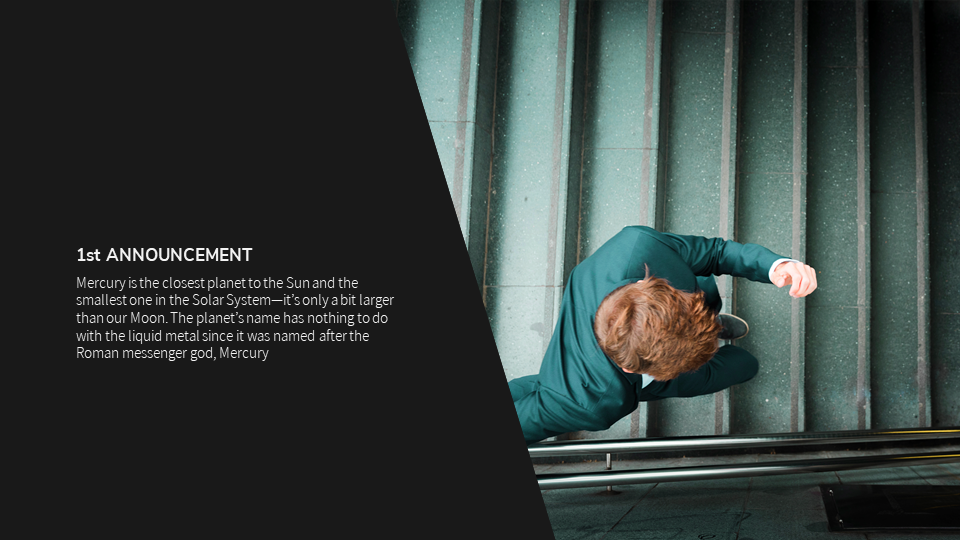 1st ANNOUNCEMENT
Mercury is the closest planet to the Sun and the
smallest one in the Solar System—it’s only a bit larger
than our Moon. The planet’s name has nothing to do
with the liquid metal since it was named after the
Roman messenger god, Mercury